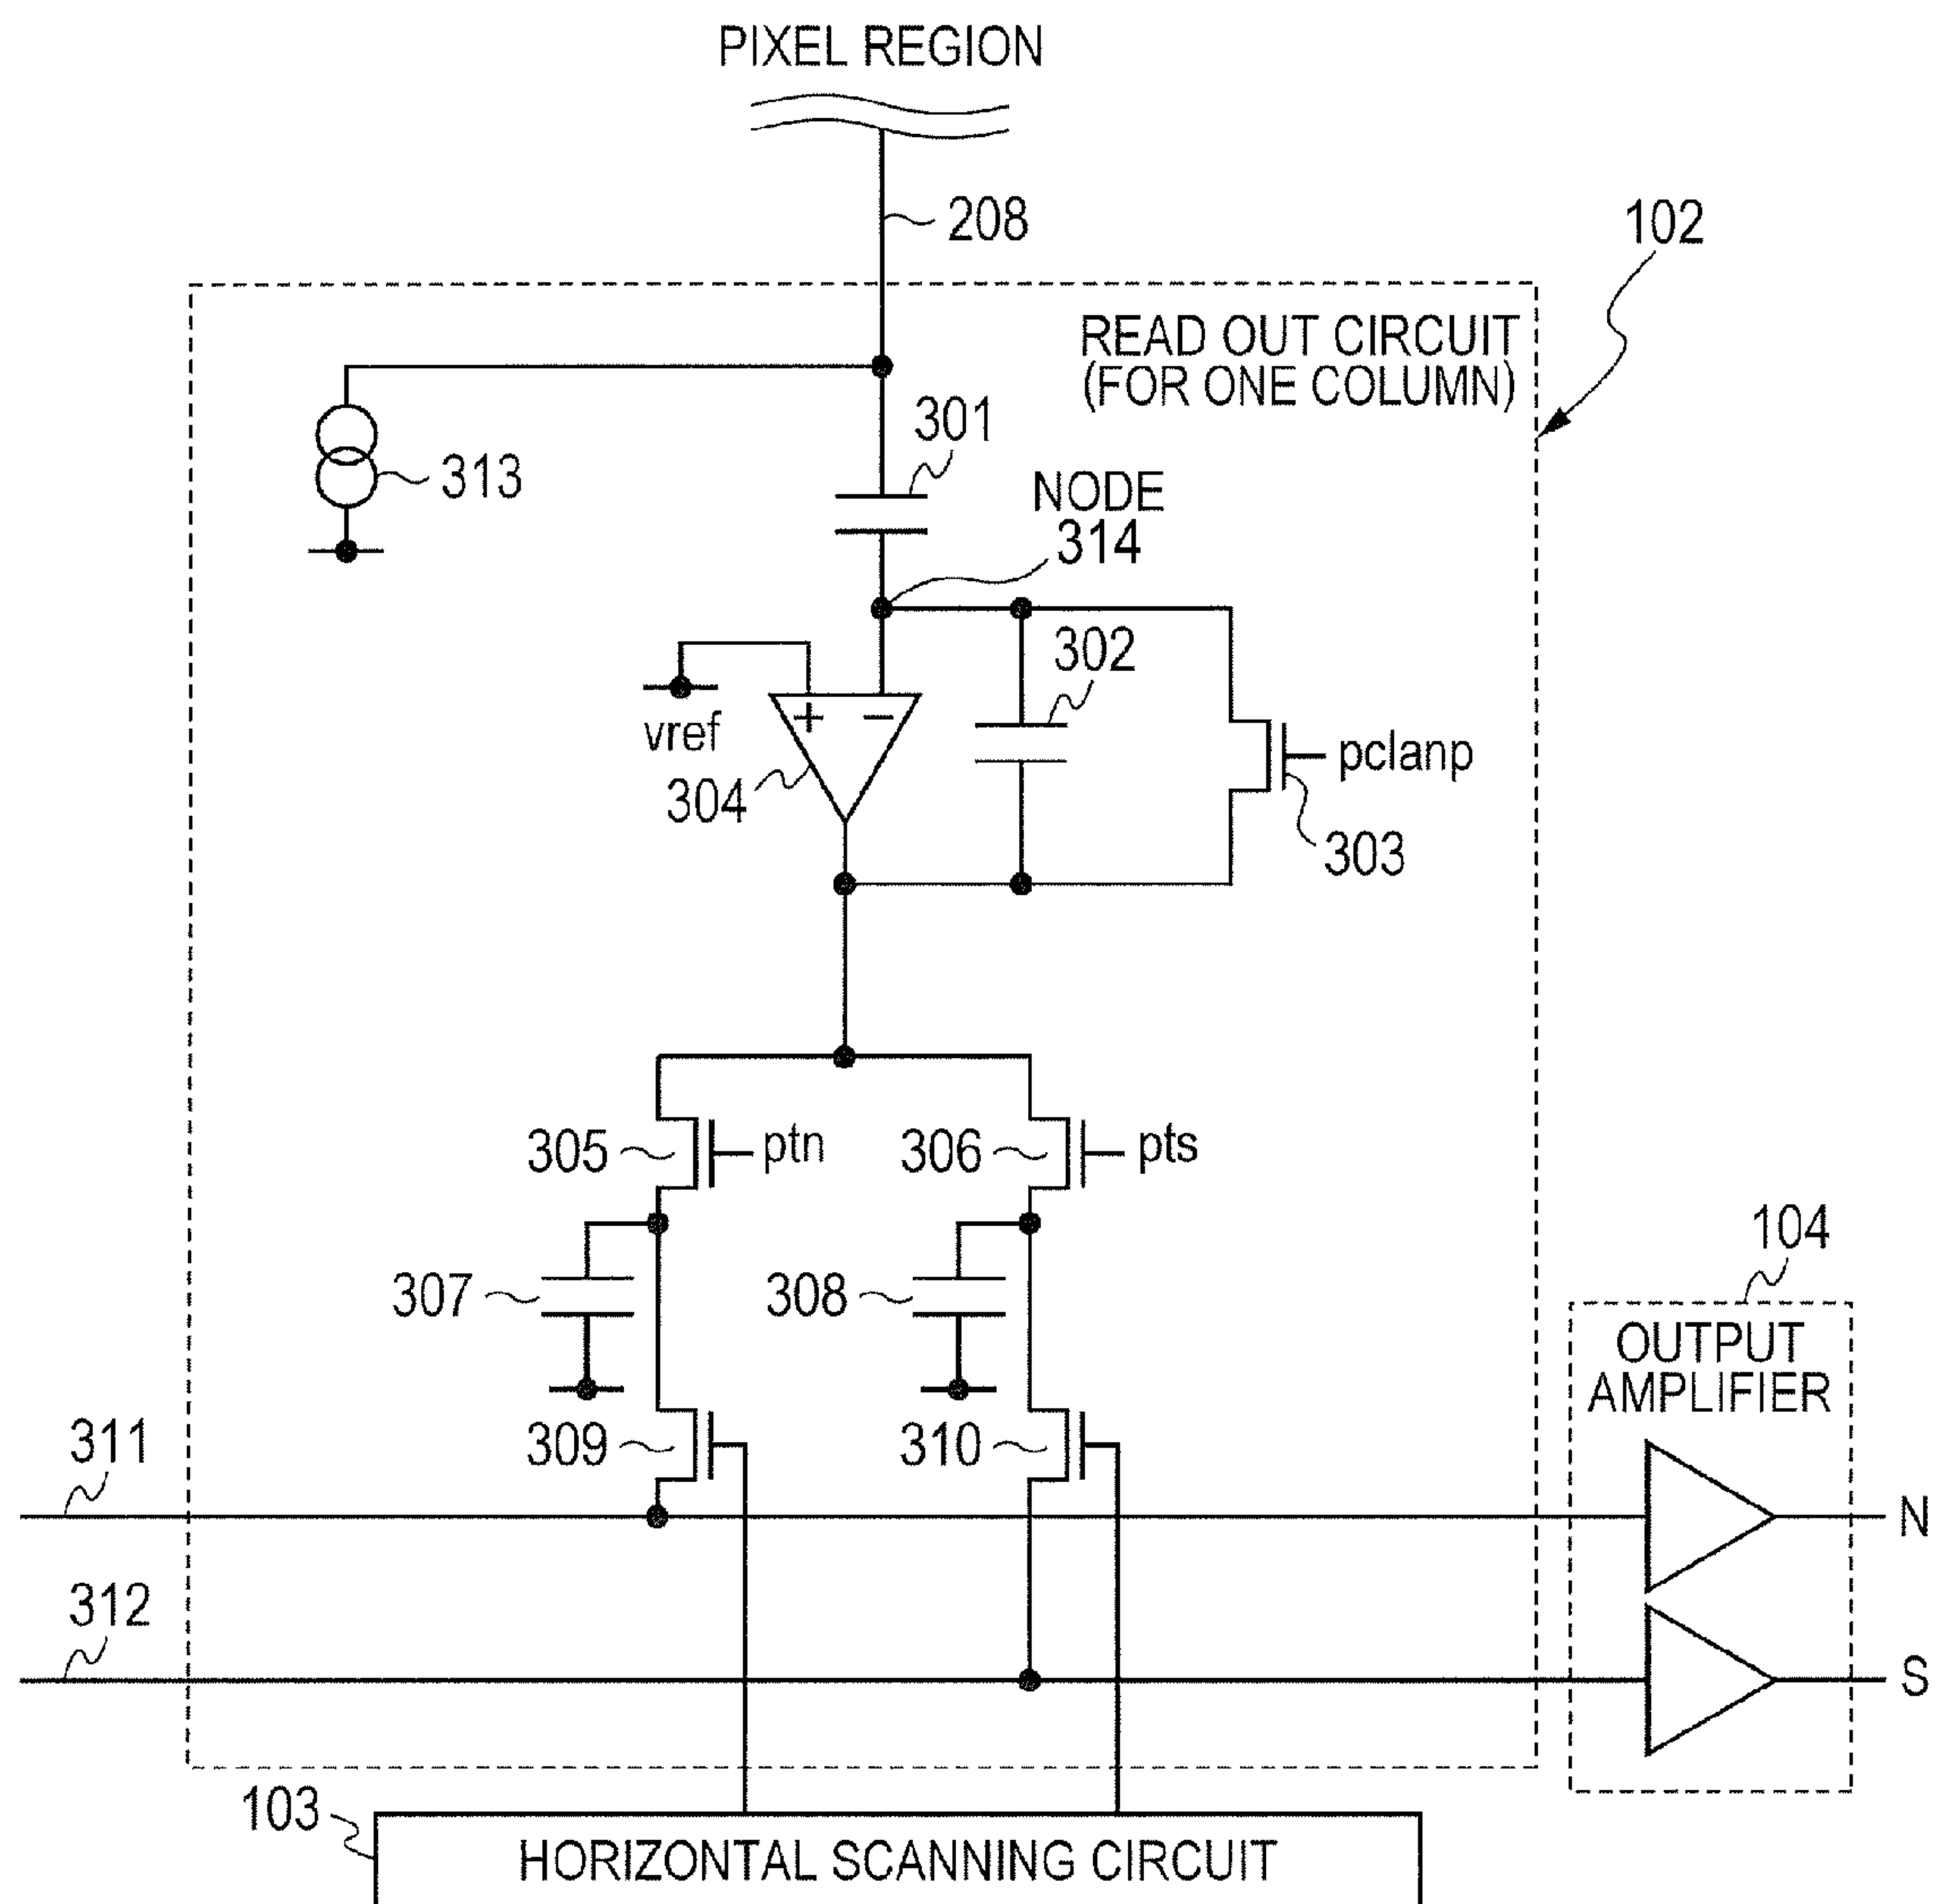 PIXEL REGION
208
102
READ OUT CIRCUIT
(FOR ONE COLUMN)
301
313
NODE
314
302
+ −
vref
pclanp
304
303
305
ptn
306
pts
104
307
308
OUTPUT
AMPLIFIER
311
309
310
N
312
S
103
HORIZONTAL SCANNING CIRCUIT